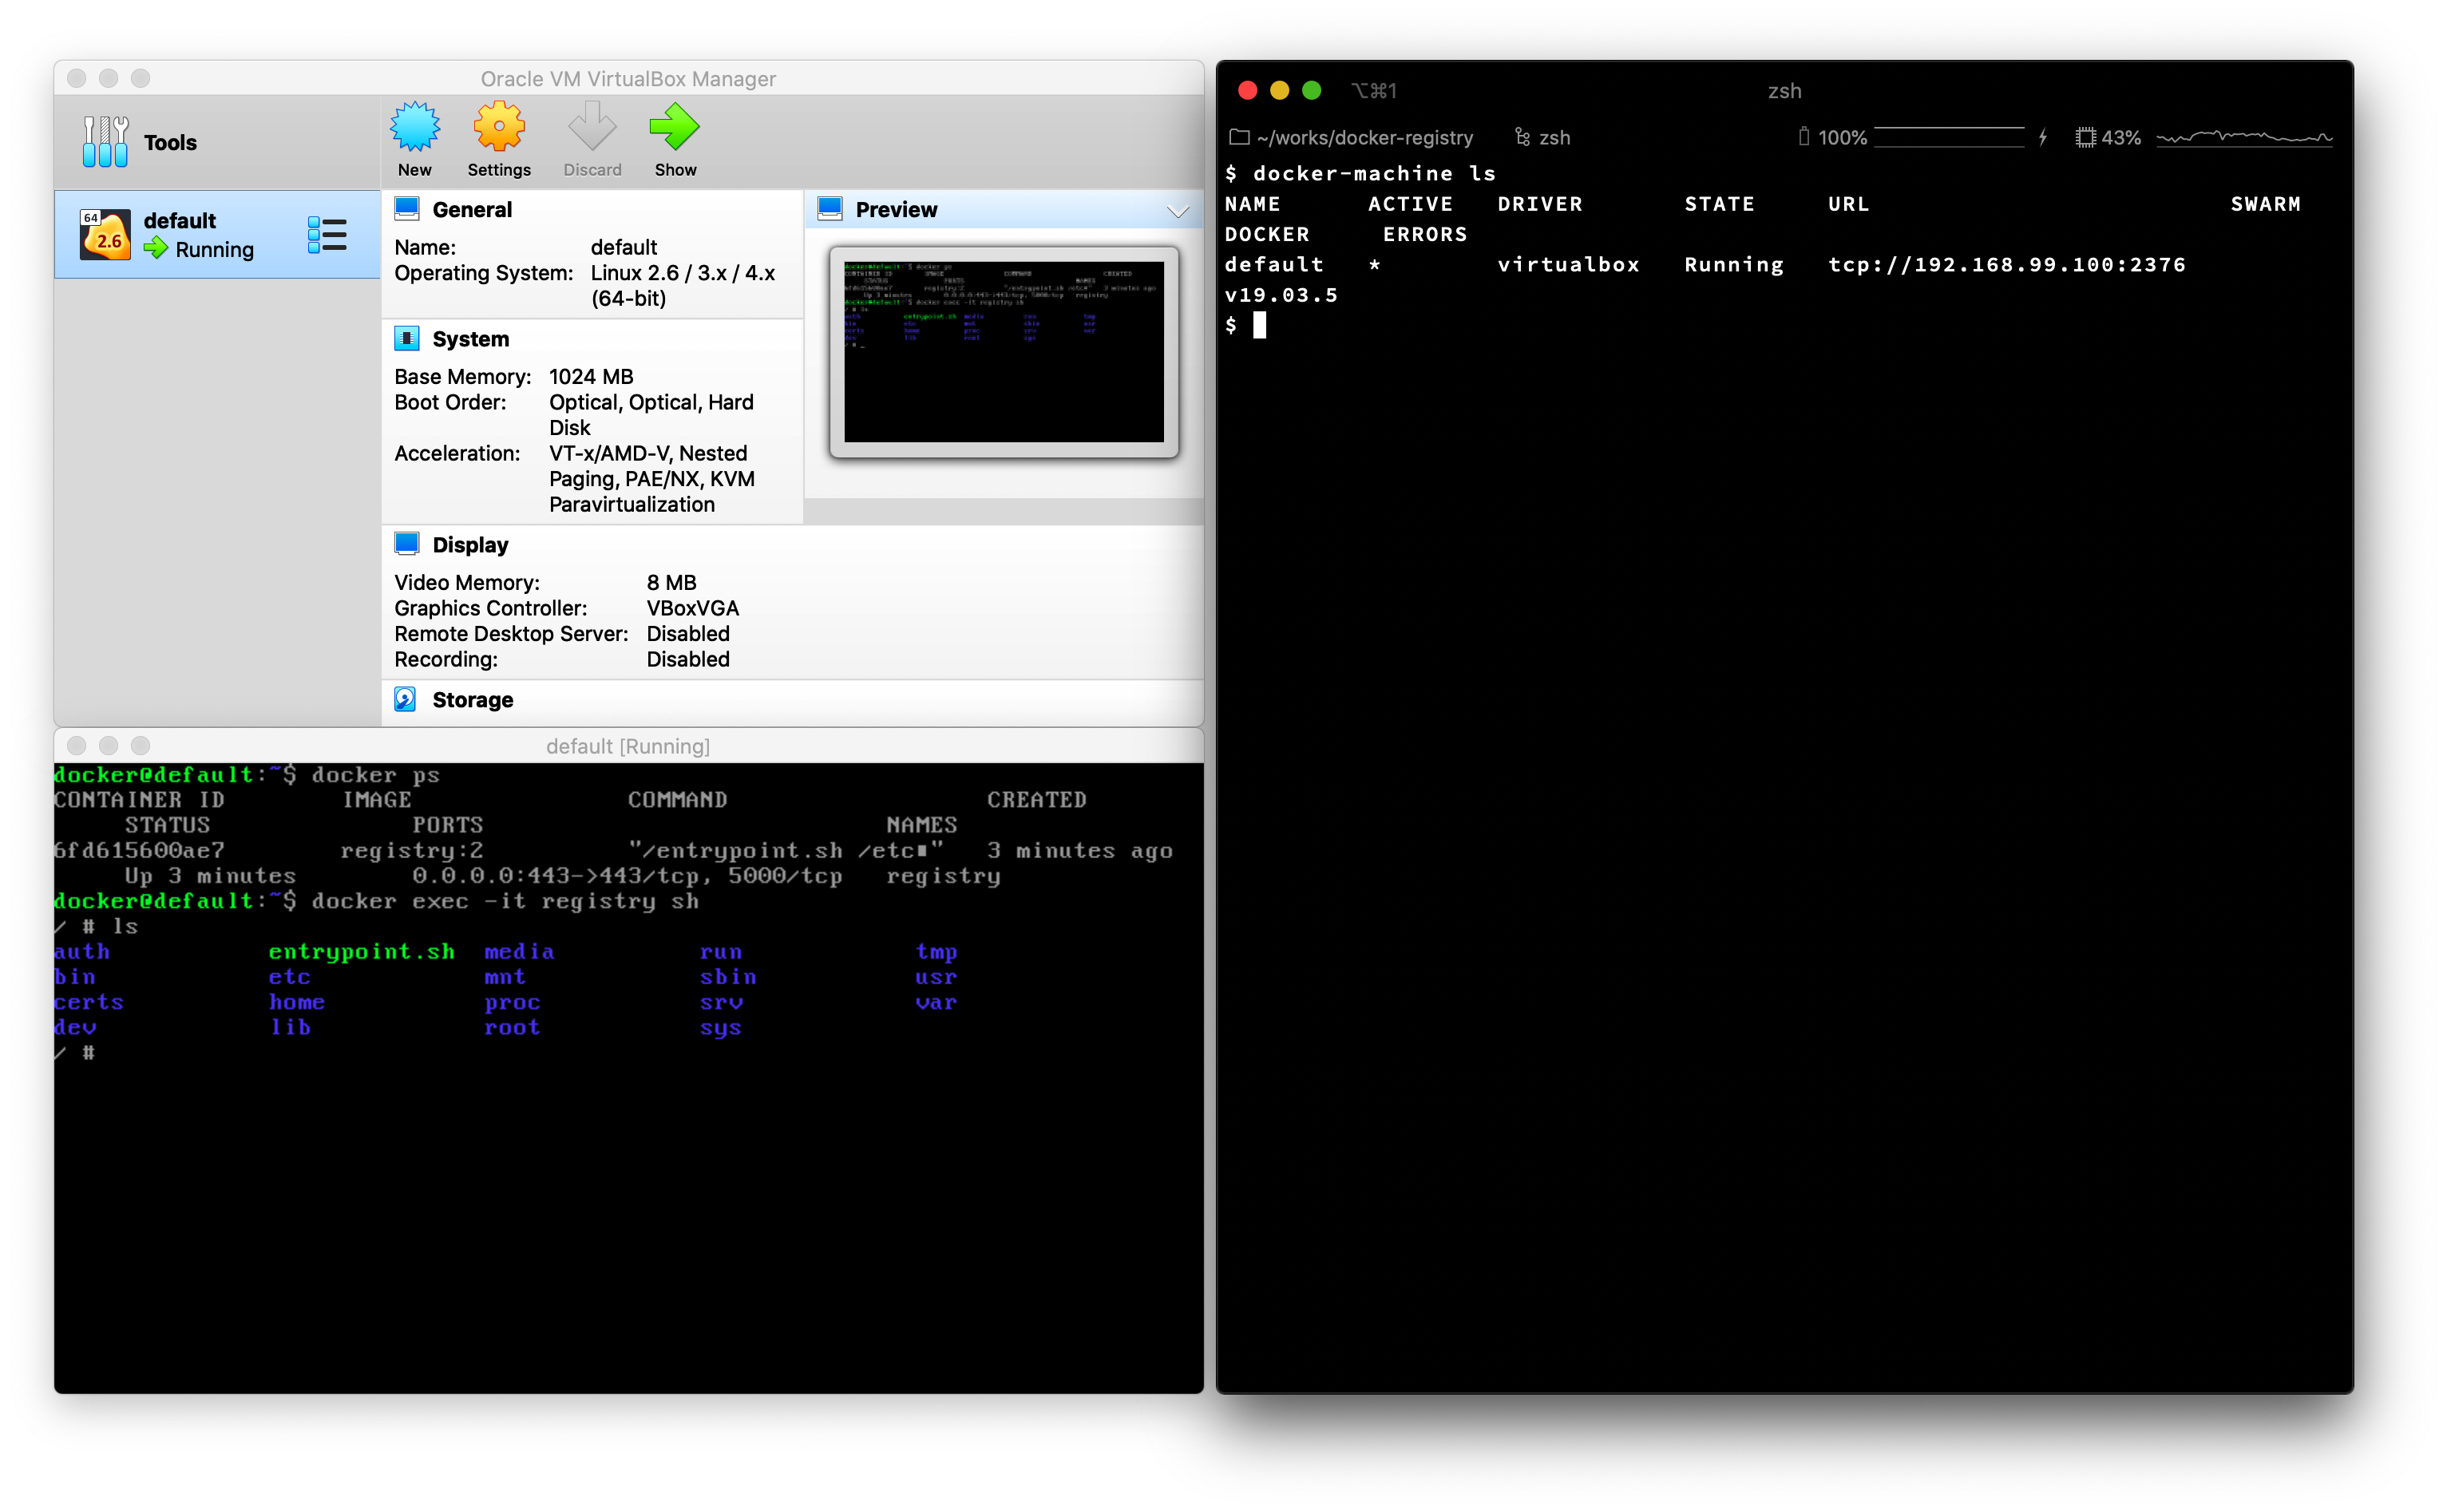 Oracle VM VirtualBox Manager
Tools
New Settings Discard Show
64
2.6
default
Running
General
Name: default
Operating System: Linux 2.6 / 3.x / 4.x
(64-bit)
System
Base Memory: 1024 MB
Boot Order: Optical, Optical, Hard
Disk
Acceleration: VT-x/AMD-V, Nested
Paging, PAE/NX, KVM
Paravirtualization
Preview
Display
Video Memory: 8 MB
Graphics Controller: VBoxVGA
Remote Desktop Server: Disabled
Recording: Disabled
Storage
default [Running]
docker@default:~$ docker ps
CONTAINER ID IMAGE COMMAND CREATED
STATUS PORTS NAMES
6fd615600ae7 registry:2 "/entrypoint.sh /etc▪" 3 minutes ago
Up 3 minutes 0.0.0.0:443->443/tcp, 5000/tcp registry
docker@default:~$ docker exec -it registry sh
/ # ls
auth entrypoint.sh media run tmp
bin etc mnt sbin usr
certs home proc srv var
dev lib root sys
/ #
⌥⌘1 zsh
~/works/docker-registry zsh 100% 43%
$ docker-machine ls
NAME ACTIVE DRIVER STATE URL SWARM
DOCKER ERRORS
default * virtualbox Running tcp://192.168.99.100:2376
v19.03.5
$